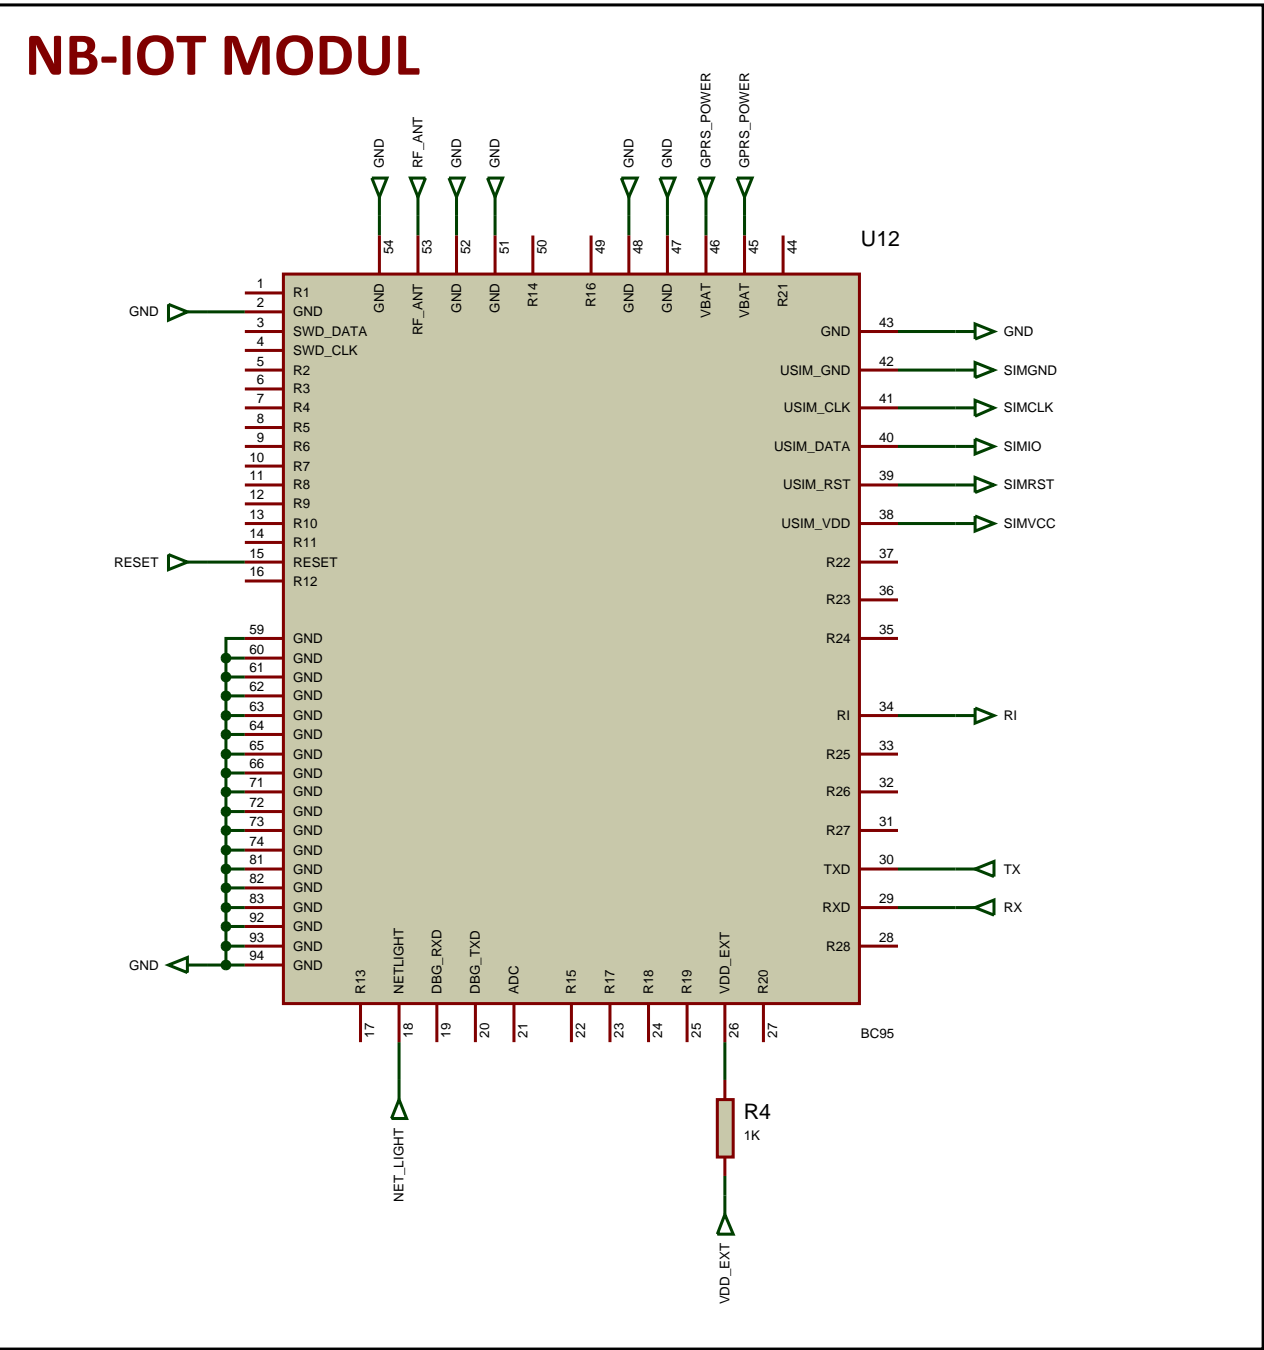 NB-IOT MODUL
GND
RF_ANT
GND
GND
GND
GND
GPRS_POWER
GPRS_POWER
54
53
52
51
50
49
48
47
46
45
44
U12
GND
RF_ANT
GND
GND
R14
R16
GND
GND
VBAT
VBAT
R21
1 R1
GND 2 GND
3 SWD_DATA
4 SWD_CLK
5 R2
6 R3
7 R4
8 R5
9 R6
10 R7
11 R8
12 R9
13 R10
14 R11
RESET 15 RESET
16 R12
59 GND
60 GND
61 GND
62 GND
63 GND
64 GND
65 GND
66 GND
71 GND
72 GND
73 GND
74 GND
81 GND
82 GND
83 GND
92 GND
93 GND
GND 94 GND
GND 43 GND
USIM_GND 42 SIMGND
USIM_CLK 41 SIMCLK
USIM_DATA 40 SIMIO
USIM_RST 39 SIMRST
USIM_VDD 38 SIMVCC
R22 37
R23 36
R24 35
RI 34 RI
R25 33
R26 32
R27 31
TXD 30 TX
RXD 29 RX
R28 28
R13
NETLIGHT
DBG_RXD
DBG_TXD
ADC
R15
R17
R18
R19
VDD_EXT
R20
17
18
19
20
21
22
23
24
25
26
27
BC95
R4
1K
NET_LIGHT
VDD_EXT